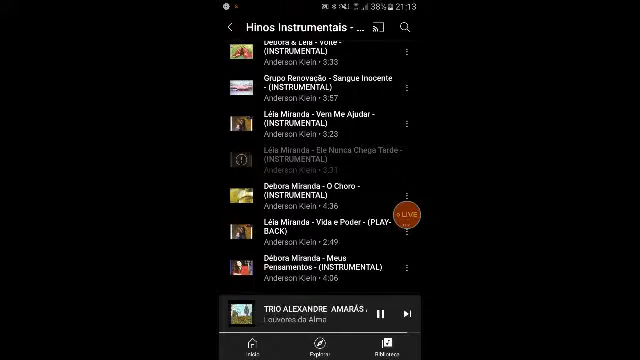 38% 21:13
Hinos Instrumentais - ...
Debora & Leia - Volte -
(INSTRUMENTAL)
Anderson Klein • 3:33
Grupo Renovação - Sangue Inocente
- (INSTRUMENTAL)
Anderson Klein • 3:57
Léia Miranda - Vem Me Ajudar -
(INSTRUMENTAL)
Anderson Klein • 3:23
Léia Miranda - Ele Nunca Chega Tarde -
(INSTRUMENTAL)
Anderson Klein • 3:31
Debora Miranda - O Choro -
(INSTRUMENTAL)
Anderson Klein • 4:36
LIVE
Léia Miranda - Vida e Poder - (PLAY-
BACK)
Anderson Klein • 2:49
Débora Miranda - Meus
Pensamentos - (INSTRUMENTAL)
Anderson Klein • 4:06
TRIO ALEXANDRE AMARÁS
Louvores da Alma
Início Explorar Biblioteca